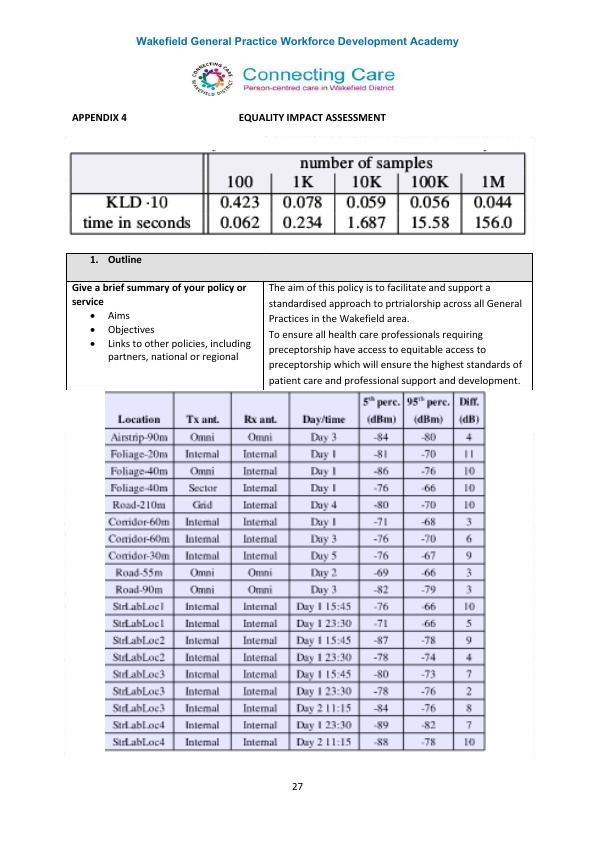 Wakefield General Practice Workforce Development Academy
CONNECTING CARE
WAKEFIELD DISTRICT
Connecting Care
Person-centred care in Wakefield District
APPENDIX 4 EQUALITY IMPACT ASSESSMENT
number of samples
100 1K 10K 100K 1M
KLD ·10 0.423 0.078 0.059 0.056 0.044
time in seconds 0.062 0.234 1.687 15.58 156.0
1. Outline
Give a brief summary of your policy or
service
• Aims
• Objectives
• Links to other policies, including
partners, national or regional
The aim of this policy is to facilitate and support a
standardised approach to prtrialorship across all General
Practices in the Wakefield area.
To ensure all health care professionals requiring
preceptorship have access to equitable access to
preceptorship which will ensure the highest standards of
patient care and professional support and development.
5th perc. 95th perc. Diff.
Location Tx ant. Rx ant. Day/time (dBm) (dBm) (dB)
Airstrip-90m Omni Omni Day 3 -84 -80 4
Foliage-20m Internal Internal Day 1 -81 -70 11
Foliage-40m Omni Internal Day 1 -86 -76 10
Foliage-40m Sector Internal Day 1 -76 -66 10
Road-210m Grid Internal Day 4 -80 -70 10
Corridor-60m Internal Internal Day 1 -71 -68 3
Corridor-60m Internal Internal Day 3 -76 -70 6
Corridor-30m Internal Internal Day 5 -76 -67 9
Road-55m Omni Omni Day 2 -69 -66 3
Road-90m Omni Omni Day 3 -82 -79 3
StrLabLoc1 Internal Internal Day 1 15:45 -76 -66 10
StrLabLoc1 Internal Internal Day 1 23:30 -71 -66 5
StrLabLoc2 Internal Internal Day 1 15:45 -87 -78 9
StrLabLoc2 Internal Internal Day 1 23:30 -78 -74 4
StrLabLoc3 Internal Internal Day 1 15:45 -80 -73 7
StrLabLoc3 Internal Internal Day 1 23:30 -78 -76 2
StrLabLoc3 Internal Internal Day 2 11:15 -84 -76 8
StrLabLoc4 Internal Internal Day 1 23:30 -89 -82 7
StrLabLoc4 Internal Internal Day 2 11:15 -88 -78 10
27